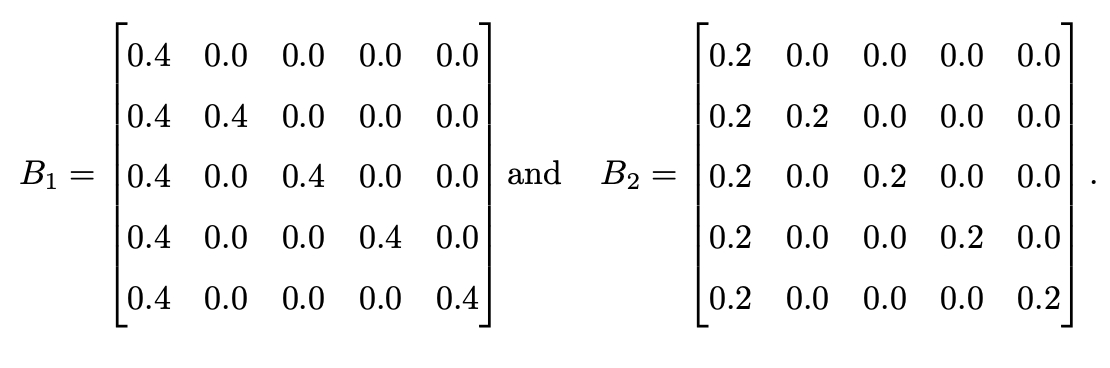 0.4 0.0 0.0 0.0 0.0 0.2 0.0 0.0 0.0 0.0
0.4 0.4 0.0 0.0 0.0 0.2 0.2 0.0 0.0 0.0
B₁ = 0.4 0.0 0.4 0.0 0.0 and B₂ = 0.2 0.0 0.2 0.0 0.0 .
0.4 0.0 0.0 0.4 0.0 0.2 0.0 0.0 0.2 0.0
0.4 0.0 0.0 0.0 0.4 0.2 0.0 0.0 0.0 0.2